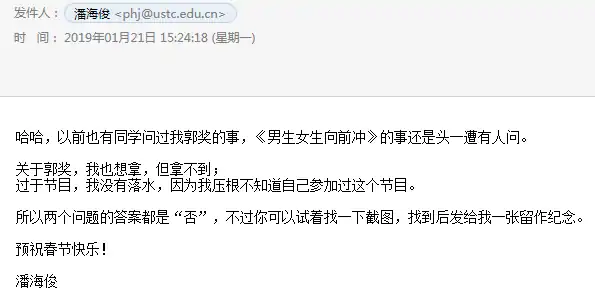 发件人： 潘海俊 <phj@ustc.edu.cn>
时 间： 2019年01月21日 15:24:18 (星期一)
哈哈，以前也有同学问过我郭奖的事，《男生女生向前冲》的事还是头一遭有人问。
关于郭奖，我也想拿，但拿不到；
过于节目，我没有落水，因为我压根不知道自己参加过这个节目。
所以两个问题的答案都是“否”，不过你可以试着找一下截图，找到后发给我一张留作纪念。
预祝春节快乐！
潘海俊